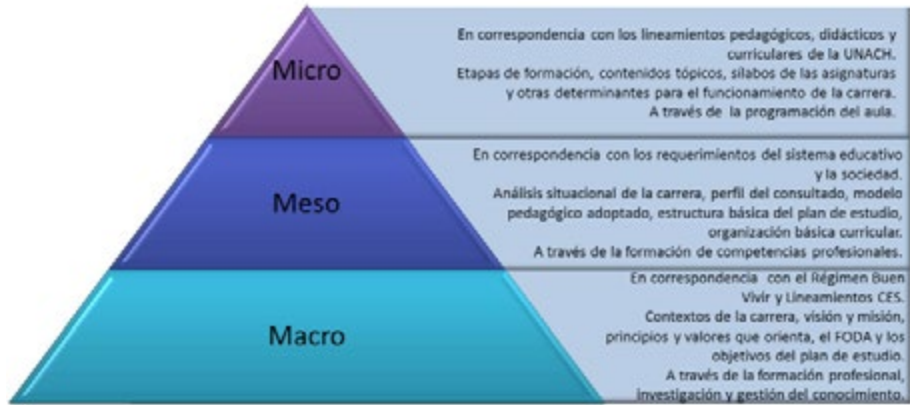 Micro
En correspondencia con los lineamientos pedagógicos, didácticos y
curriculares de la UNACH.
Etapas de formación, contenidos tópicos, sílabos de las asignaturas
y otras determinantes para el funcionamiento de la carrera.
A través de la programación del aula.
Meso
En correspondencia con los requerimientos del sistema educativo
y la sociedad.
Análisis situacional de la carrera, perfil del consultado, modelo
pedagógico adoptado, estructura básica del plan de estudio,
organización básica curricular.
A través de la formación de competencias profesionales.
Macro
En correspondencia con el Régimen Buen
Vivir y Lineamientos CES.
Contextos de la carrera, visión y misión,
principios y valores que orienta, el FODA y los
objetivos del plan de estudio.
A través de la formación profesional,
investigación y gestión del conocimiento.